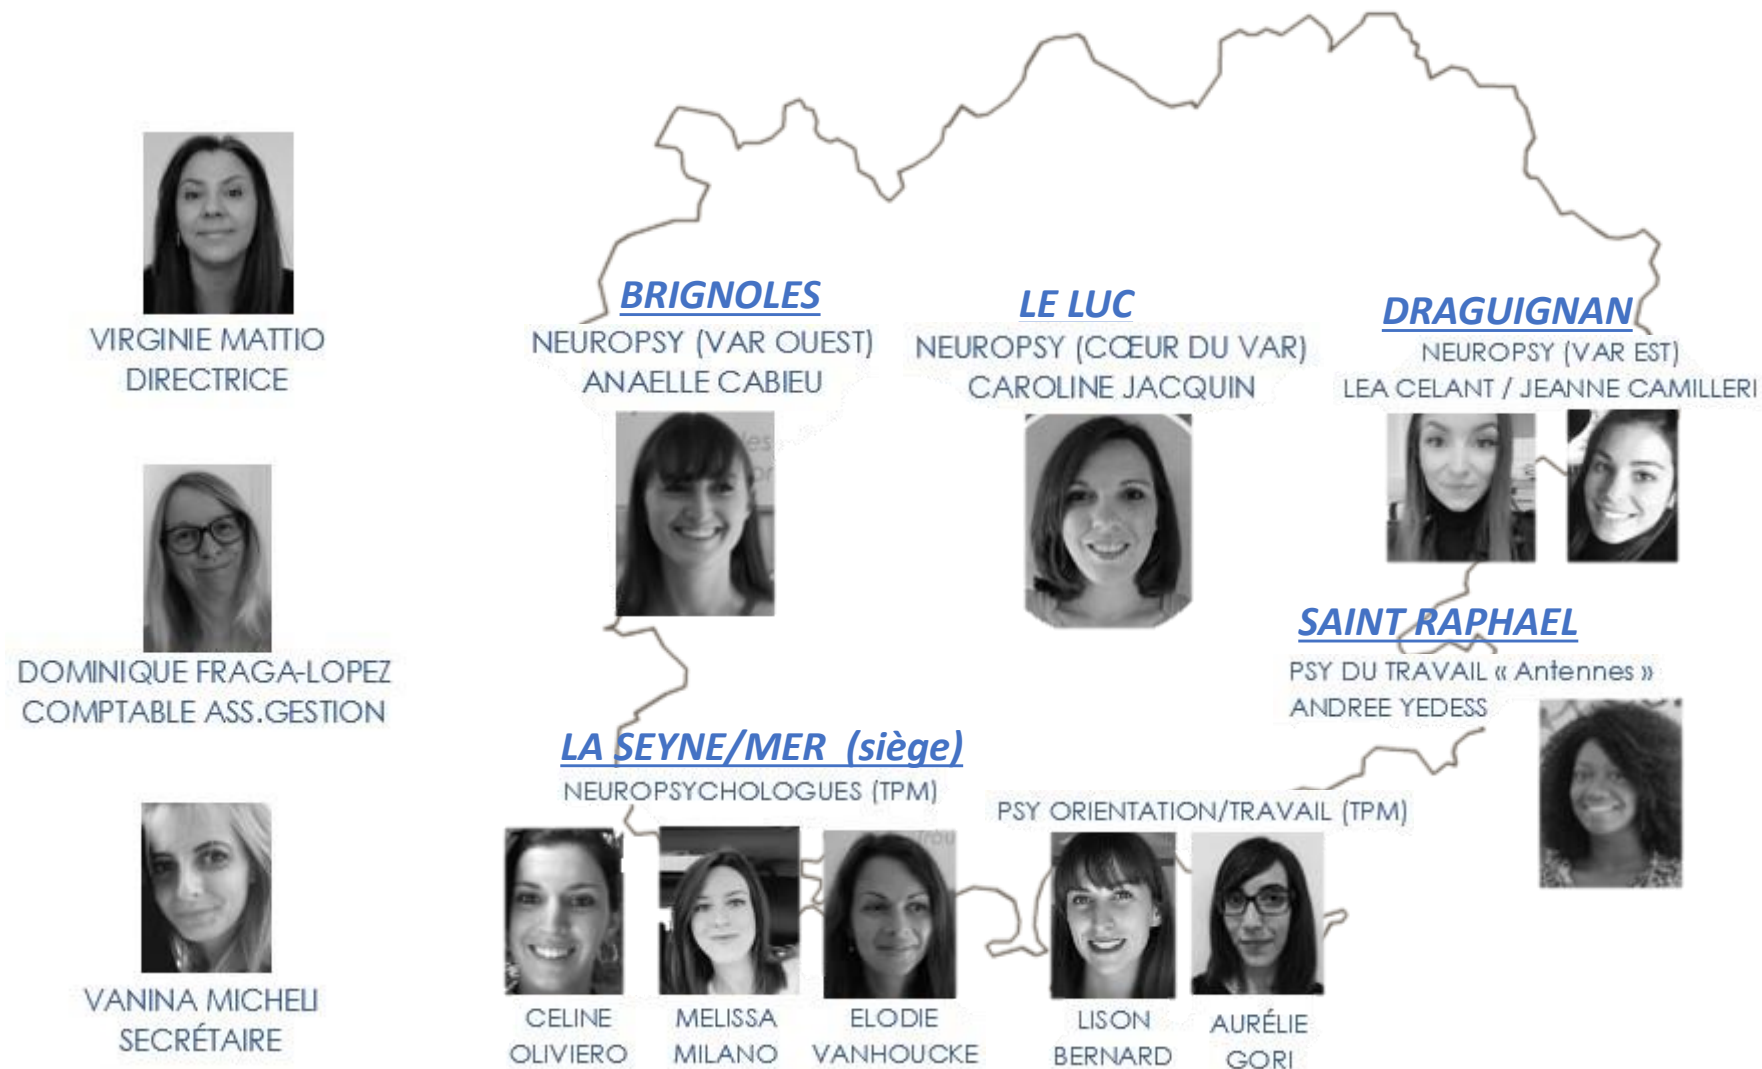 VIRGINIE MATTIO
DIRECTRICE
DOMINIQUE FRAGA-LOPEZ
COMPTABLE ASS.GESTION
VANINA MICHELI
SECRÉTAIRE
BRIGNOLES
NEUROPSY (VAR OUEST)
ANAELLE CABIEU
les
or
LE LUC
NEUROPSY (CŒUR DU VAR)
CAROLINE JACQUIN
DRAGUIGNAN
NEUROPSY (VAR EST)
LEA CELANT / JEANNE CAMILLERI
SAINT RAPHAEL
PSY DU TRAVAIL « Antennes »
ANDREE YEDESS
LA SEYNE/MER (siège)
NEUROPSYCHOLOGUES (TPM)
CELINE
OLIVIERO
MELISSA
MILANO
ELODIE
VANHOUCKE
PSY ORIENTATION/TRAVAIL (TPM)
LISON
BERNARD
AURÉLIE
GORI